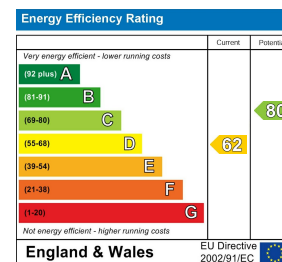 Energy Efficiency Rating
Current
Potentia
Very energy efficient - lower running costs
(92 plus) A
(81-91) B
(69-80) C
(55-68) D
(39-54) E
(21-38) F
(1-20) G
62
80
Not energy efficient - higher running costs
England & Wales
EU Directive
2002/91/EC